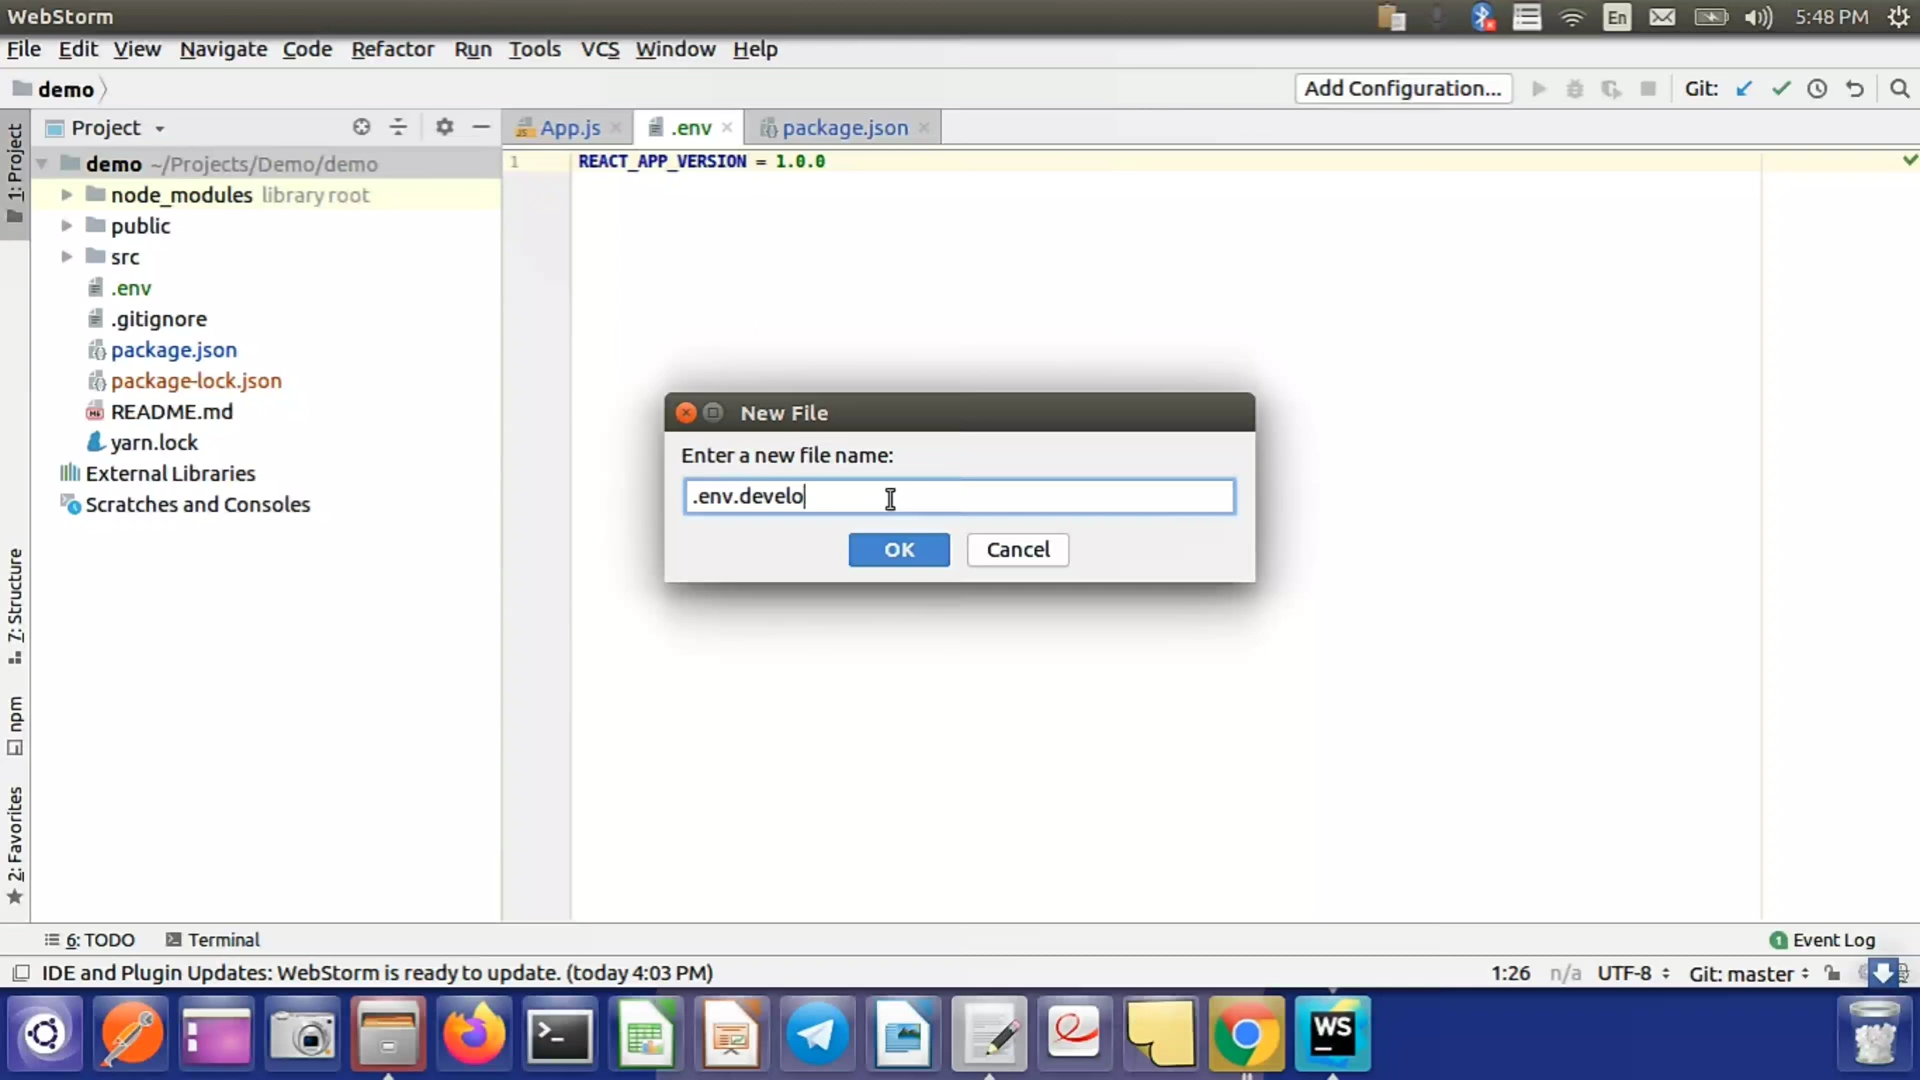 WebStorm
En
5:48 PM
File Edit View Navigate Code Refactor Run Tools VCS Window Help
demo
Add Configuration...
Git:
1: Project
Project
App.js
.env
package.json
demo ~/Projects/Demo/demo
1
REACT_APP_VERSION = 1.0.0
node_modules library root
public
src
.env
.gitignore
package.json
package-lock.json
README.md
yarn.lock
External Libraries
Scratches and Consoles
New File
Enter a new file name:
.env.develo
OK
Cancel
7: Structure
npm
2: Favorites
6: TODO
Terminal
1 Event Log
IDE and Plugin Updates: WebStorm is ready to update. (today 4:03 PM)
1:26 n/a UTF-8 Git: master
WS